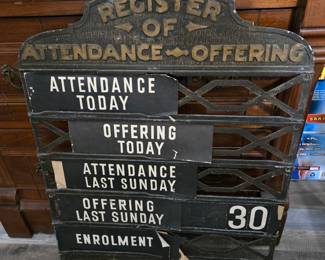 REGISTER
OF
ATTENDANCE OFFERING
ATTENDANCE
TODAY
OFFERING
TODAY
ATTENDANCE
LAST SUNDAY
OFFERING
LAST SUNDAY
30
ENROLMENT